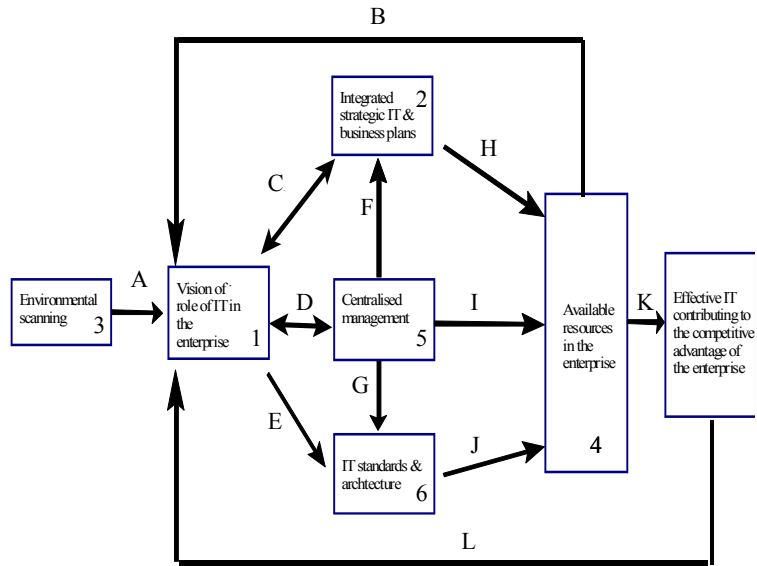 B
Integrated
strategic IT &
business plans
2
H
C
F
A
Environmental
scanning
3
Vision of
role of IT in
the
enterprise
1
D
Centralised
management
5
I
Available
resources
in the
enterprise
4
K
Effective IT
contributing to
the competitive
advantage of
the enterprise
G
E
IT standards &
archtecture
6
J
L